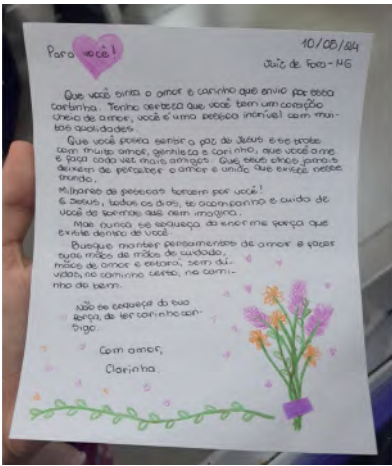 Para você!
10/05/24
Juiz de Fora-MG
Que você sinta o amor e carinho que envio por essa
cartinha. Tenho certeza que você tem um coração
cheio de amor, você é uma pessoa incrível com mui-
tas qualidades.
Que você possa sentir a paz de Jesus e se trate
com muito amor, gentileza e carinho, que você ame
e faça cada vez mais amigos. Que seus olhos jamais
deixem de perceber o amor e união que existe nesse
mundo.
Milhares de pessoas torcem por você!
E Jesus, todos os dias, te acompanha e cuida de
você de formas que nem imagina.
Mas nunca se esqueça da enorme força que
existe dentro de você.
Busque manter pensamentos de amor e fazer
suas mãos de mãos de cuidado,
mãos de amor e estará, sem dú-
vidas, no caminho certo, no cami-
nho do bem.
Não se esqueça da sua
força, de ter carinho con-
sigo.
Com amor,
Clarinha.